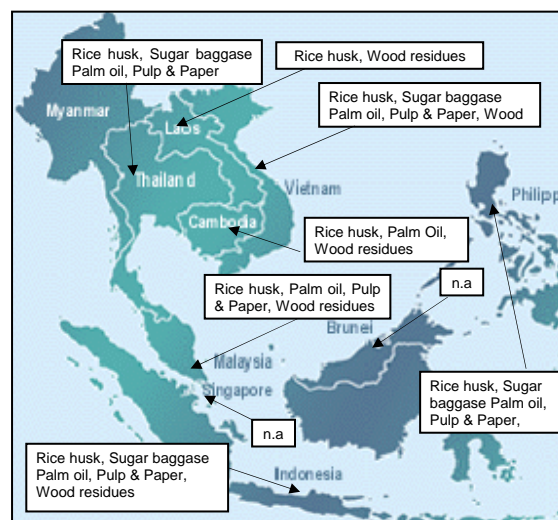 Rice husk, Sugar baggase
Palm oil, Pulp & Paper
Rice husk, Wood residues
Rice husk, Sugar baggase
Palm oil, Pulp & Paper, Wood
Myanmar
Laos
Thailand
Vietnam
Philipp
Cambodia
Rice husk, Palm Oil,
Wood residues
Rice husk, Palm oil, Pulp
& Paper, Wood residues
n.a
Brunei
Malaysia
Singapore
Rice husk, Sugar
baggase Palm oil,
Pulp & Paper,
n.a
Rice husk, Sugar baggase
Palm oil, Pulp & Paper,
Wood residues
Indonesia